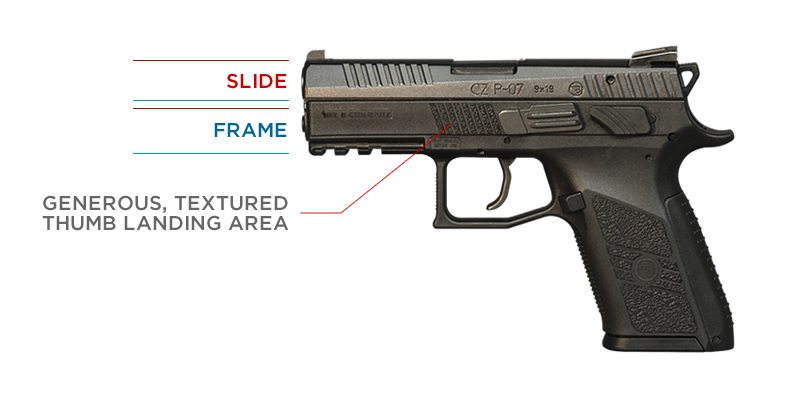 SLIDE
CZ P-07 9x19
FRAME
GENEROUS, TEXTURED
THUMB LANDING AREA